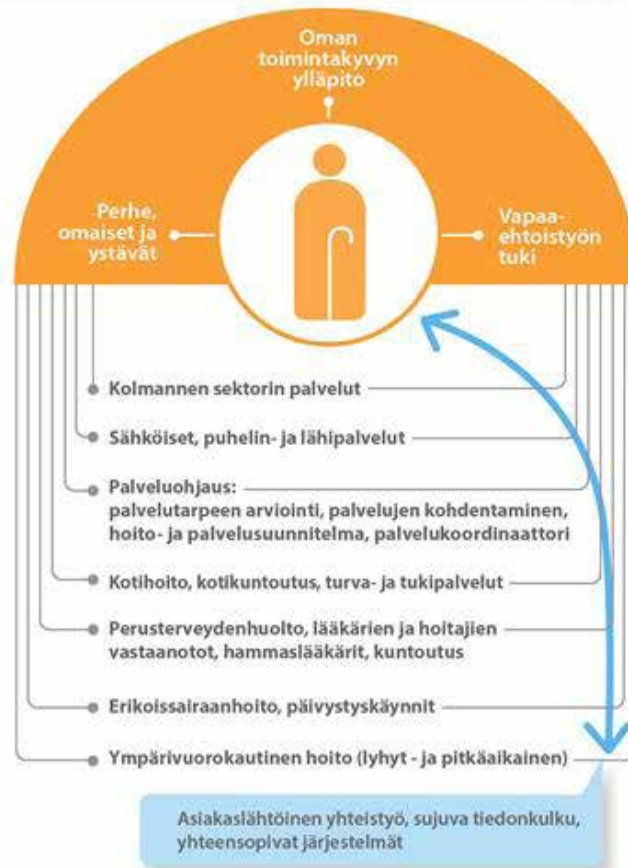 Oman
toimintakyvyn
ylläpito
Perhe,
omaiset ja
ystävät
Vapaa-
ehtoistyön
tuki
Kolmannen sektorin palvelut
Sähköiset, puhelin- ja lähipalvelut
Palveluohjaus:
palvelutarpeen arviointi, palvelujen kohdentaminen,
hoito- ja palvelusuunnitelma, palvelukoordinaattori
Kotihoito, kotikuntoutus, turva- ja tukipalvelut
Perusterveydenhuolto, lääkärien ja hoitajien
vastaanotot, hammaslääkärit, kuntoutus
Erikoissairaanhoito, päivystyskäynnit
Ympärivuorokautinen hoito (lyhyt - ja pitkäaikainen)
Asiakaslähtöinen yhteistyö, sujuva tiedonkulku,
yhteensopivat järjestelmät